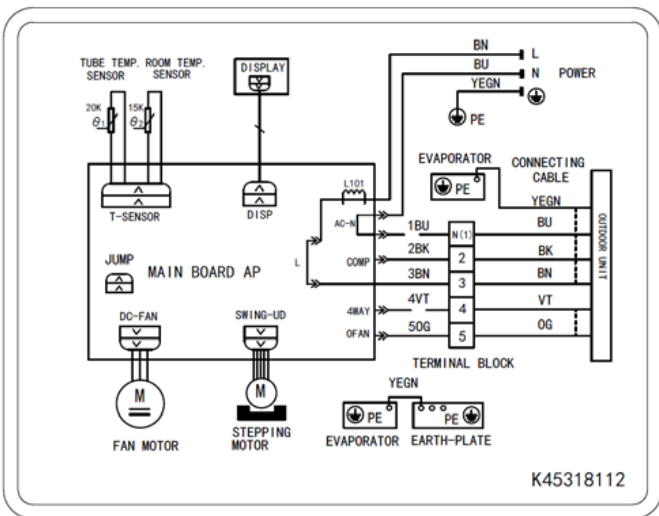 TUBE TEMP. ROOM TEMP.
SENSOR SENSOR
20K 15K
θ1 θ2
DISPLAY
BN L
BU N POWER
YEGN
PE
EVAPORATOR CONNECTING
CABLE
PE
YEGN
T-SENSOR
DISP
L101
AC-N
1BU N(1) BU
L
COMP 2BK 2 BK
3BN 3 BN
JUMP
MAIN BOARD AP
4WAY 4VT 4 VT
OFAN 5OG 5 OG
OUTDOOR UNIT
DC-FAN SWING-UD
TERMINAL BLOCK
YEGN
M M
PE PE
FAN MOTOR
STEPPING
MOTOR
EVAPORATOR EARTH-PLATE
K45318112